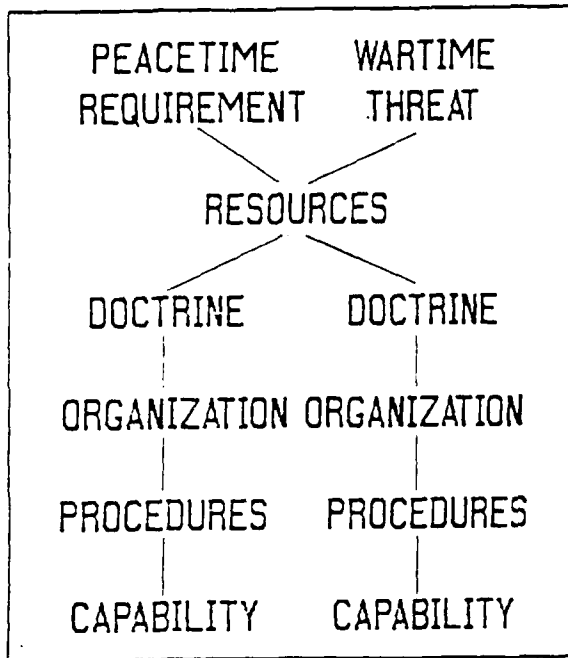 PEACETIME WARTIME
REQUIREMENT THREAT
RESOURCES
DOCTRINE DOCTRINE
ORGANIZATION ORGANIZATION
PROCEDURES PROCEDURES
CAPABILITY CAPABILITY